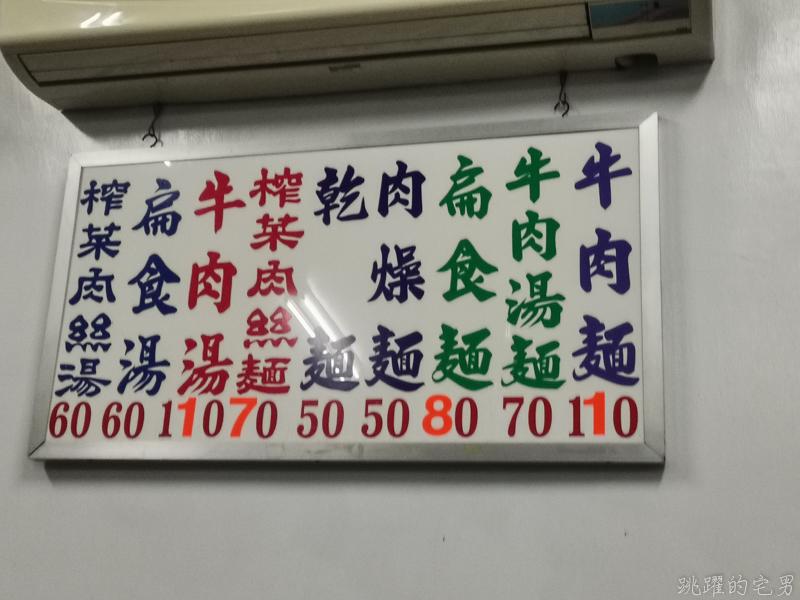 牛肉麵 110
牛肉湯麵 70
扁食麵 80
肉燥麵 50
乾麵 50
榨菜肉絲麵 70
牛肉湯 110
扁食湯 60
榨菜肉絲湯 60
跳躍的宅男